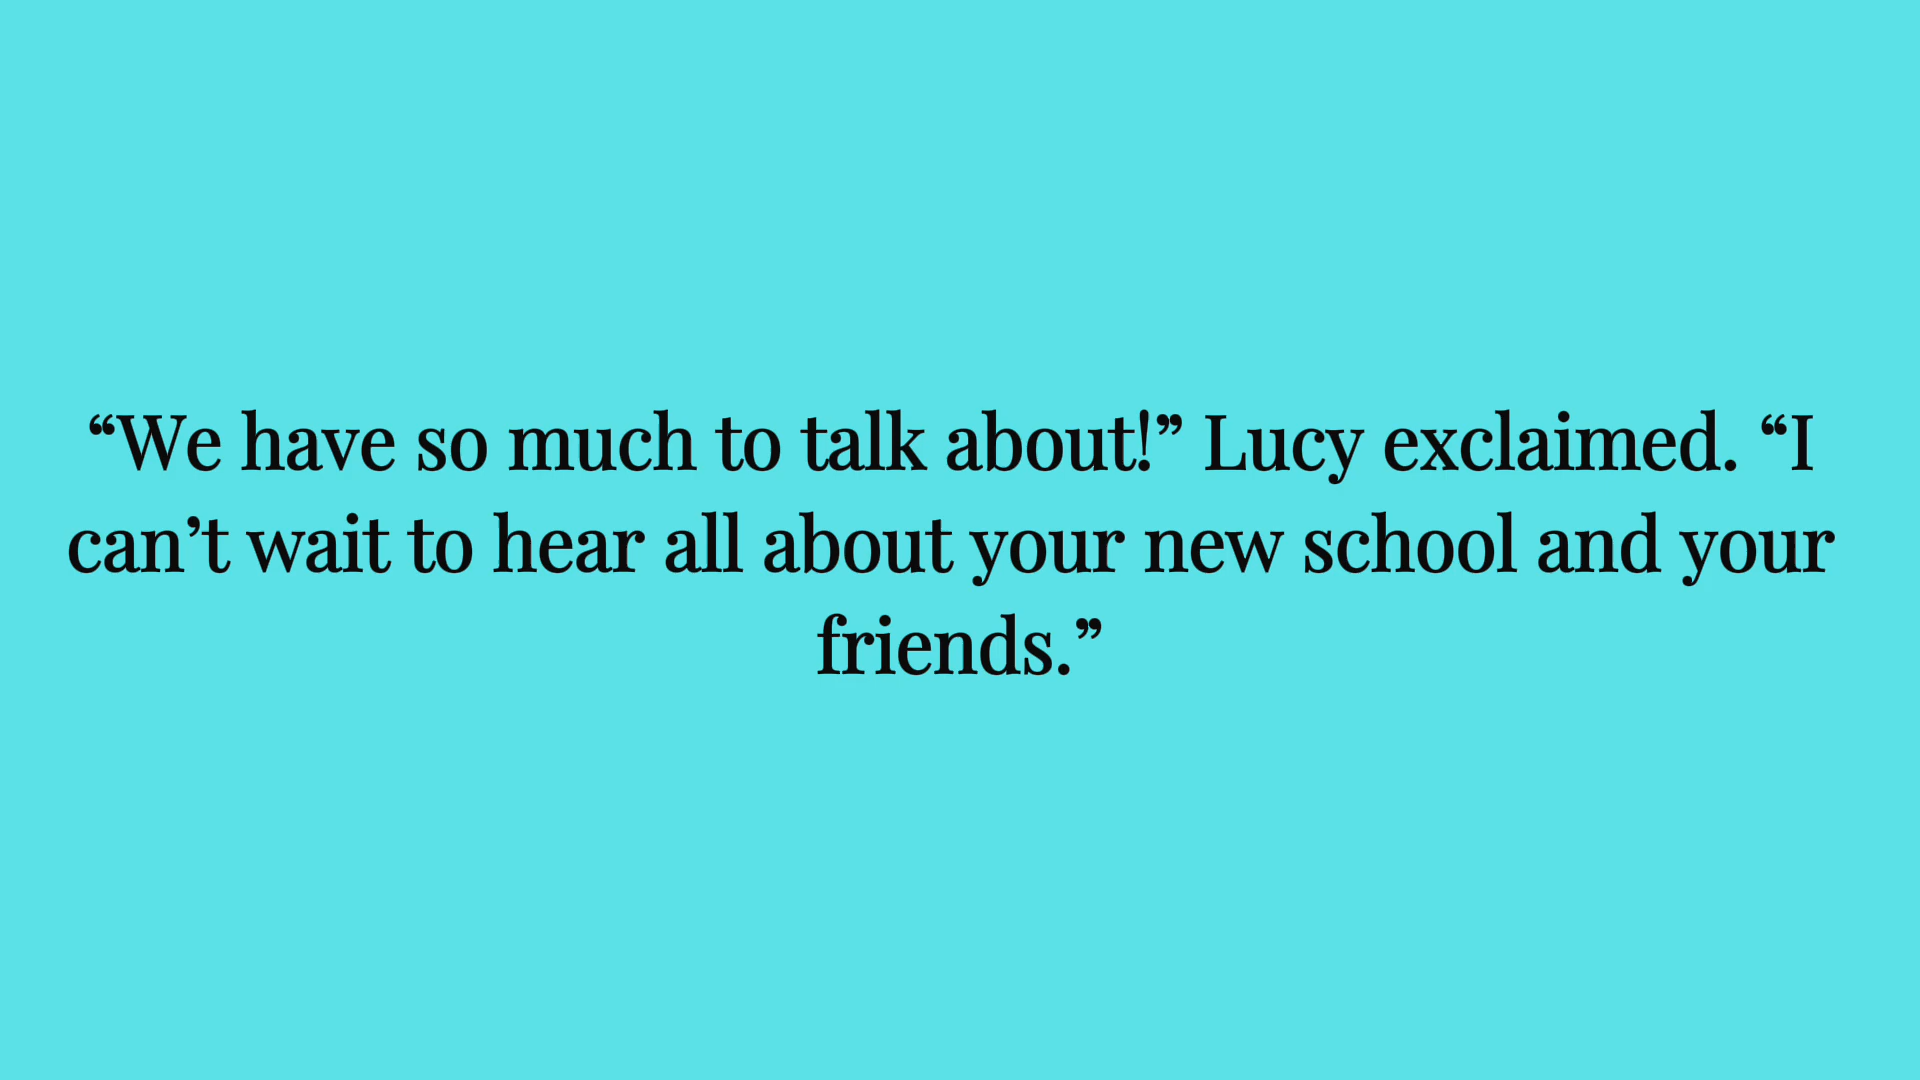 “We have so much to talk about!” Lucy exclaimed. “I
can’t wait to hear all about your new school and your
friends.”